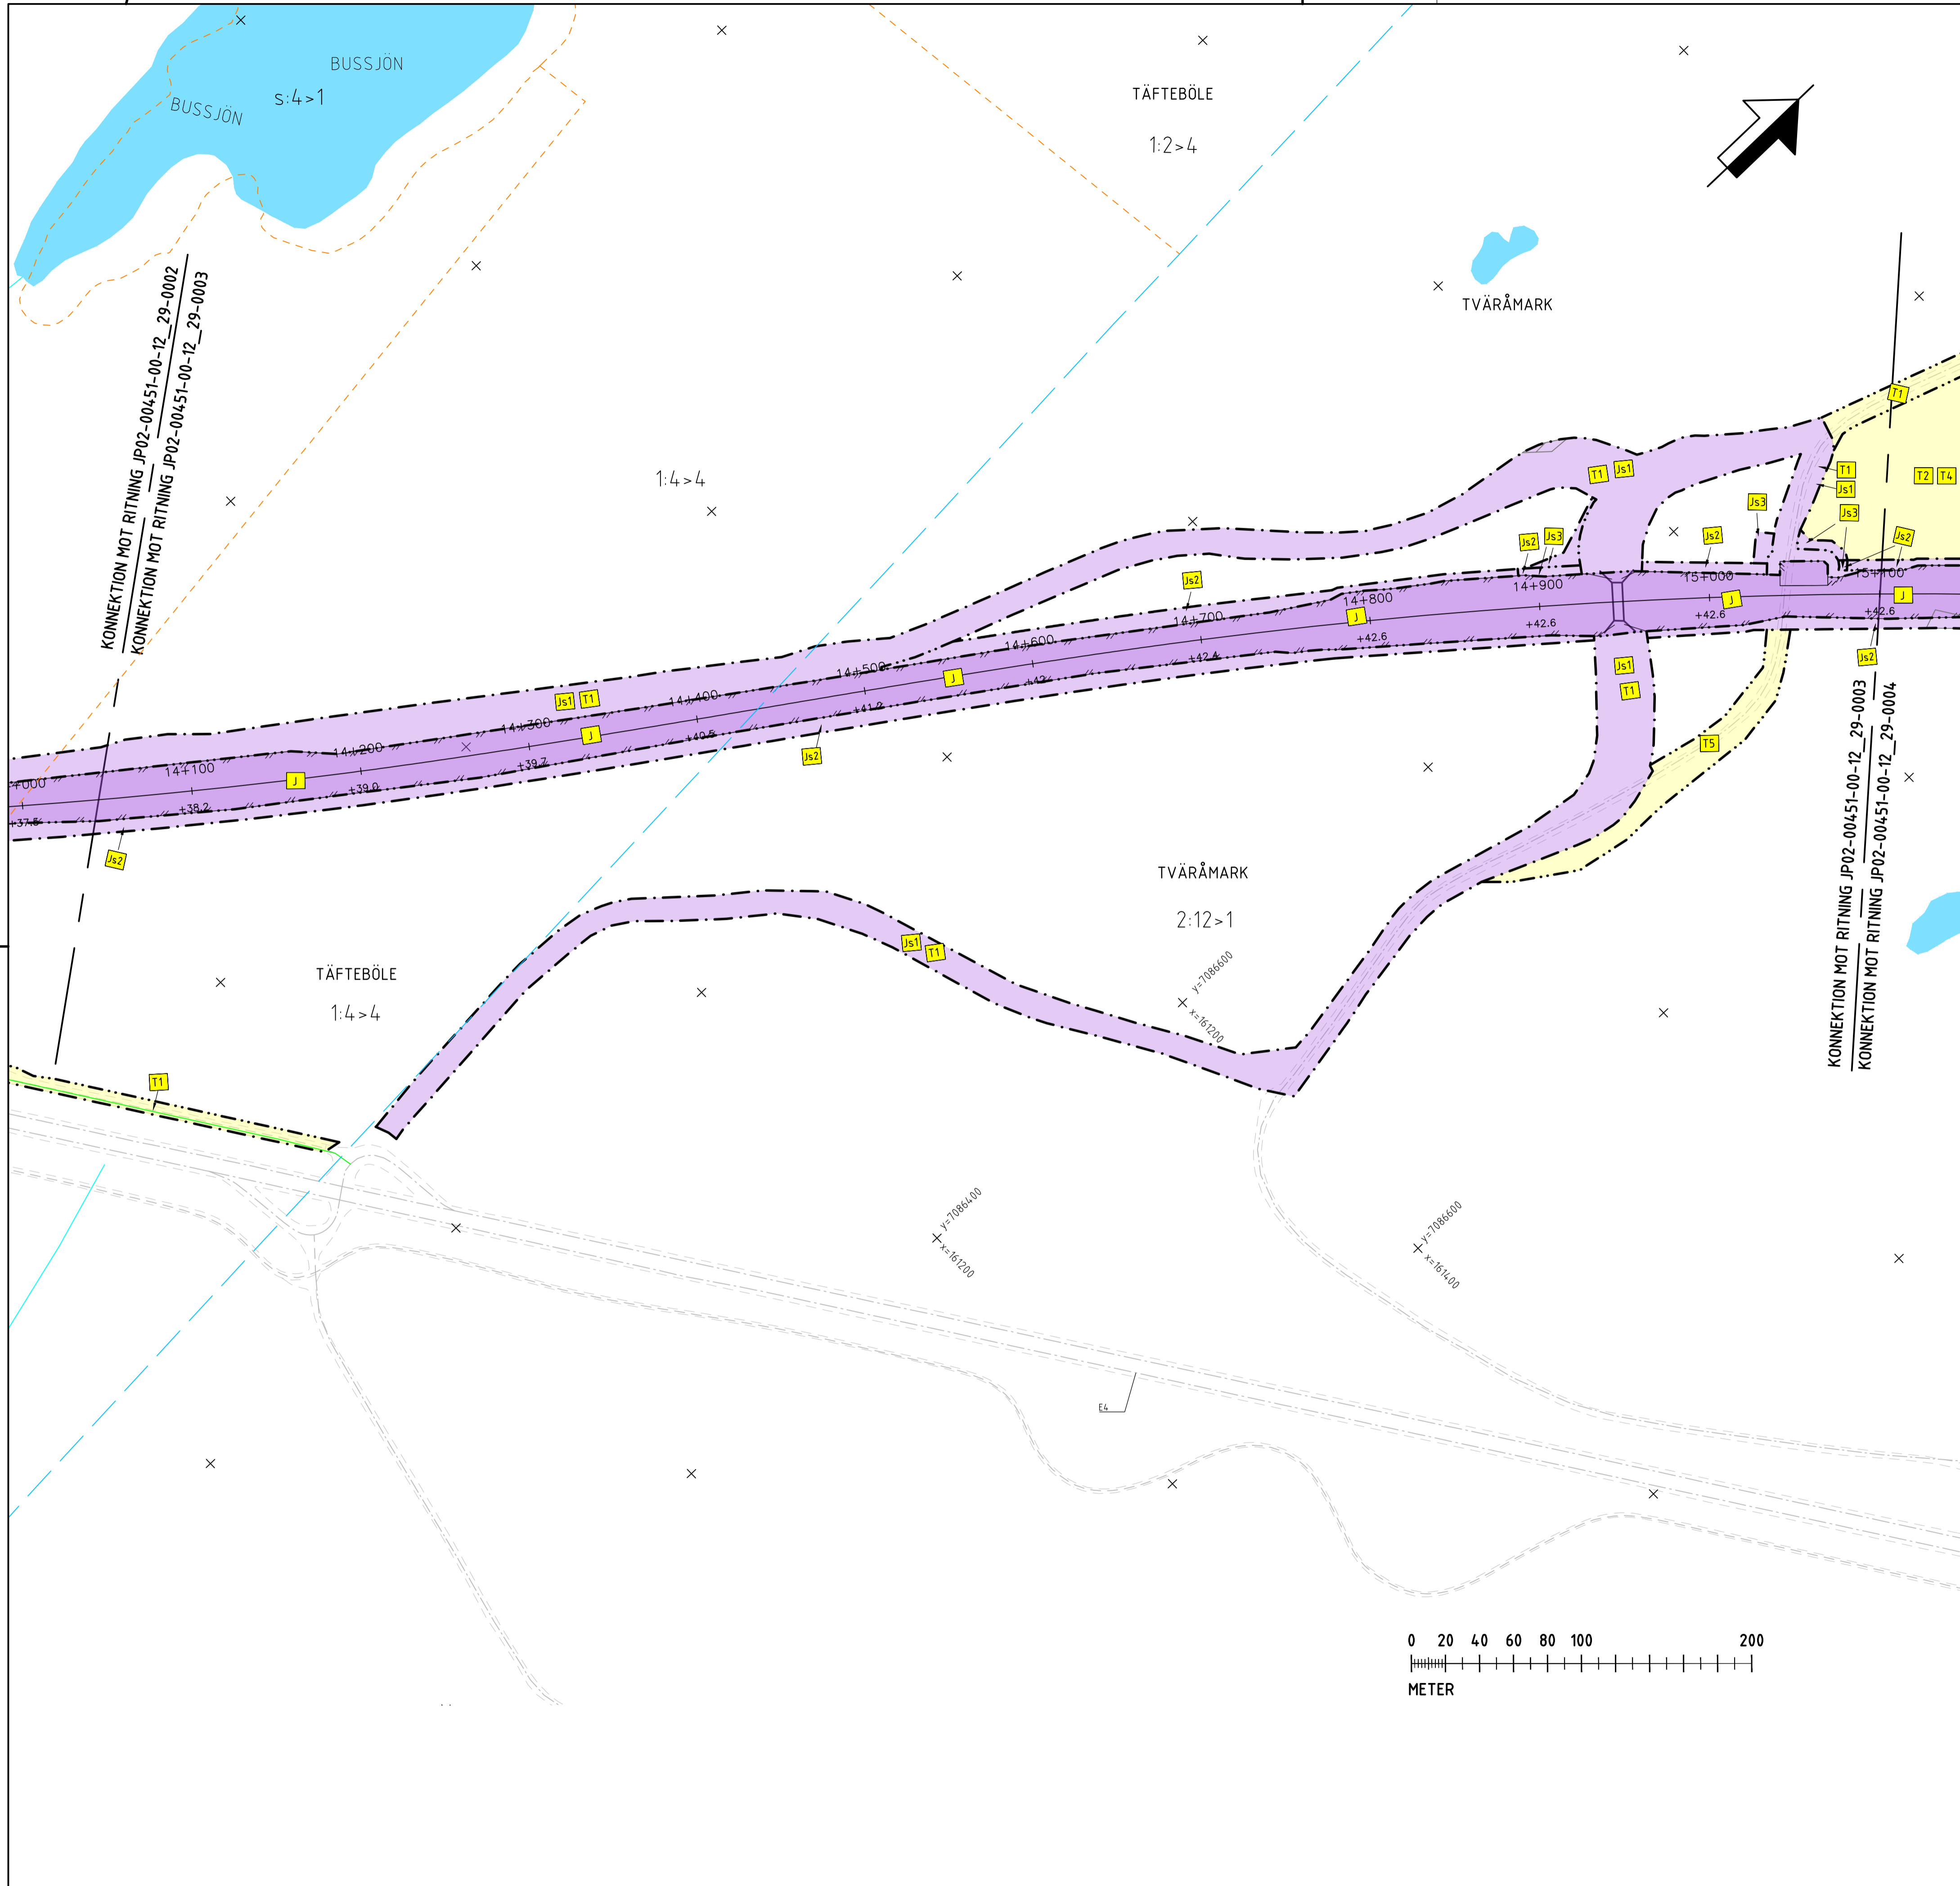 BUSSJÖN
BUSSJÖN
s:4>1
TÄFTEBÖLE
1:2>4
TVÄRÅMARK
KONNEKTION MOT RITNING JP02-00451-00-12_29-0002
KONNEKTION MOT RITNING JP02-00451-00-12_29-0003
1:4>4
T1
T1 Js1
T1
Js1
T2 T4
Js3
Js3
Js2 Js3
Js2
Js2
Js2
14+900
15+000
15+100
14+800
14+700
14+600
14+500
14+400
14+300
14+200
14+100
+000
Js1 T1
J
J
J
J
J
J
+42.6
+42.6
+42.6
+42.6
+42.4
+42
+41.2
+40.5
+39.7
+39.0
+38.2
+37.5
Js2
Js2
Js2
Js1
T1
T5
KONNEKTION MOT RITNING JP02-00451-00-12_29-0003
KONNEKTION MOT RITNING JP02-00451-00-12_29-0004
TVÄRÅMARK
2:12>1
Js1 T1
y=7086600
x=161200
TÄFTEBÖLE
1:4>4
T1
y=7086400
x=161200
y=7086600
x=161400
E4
0 20 40 60 80 100 200
METER